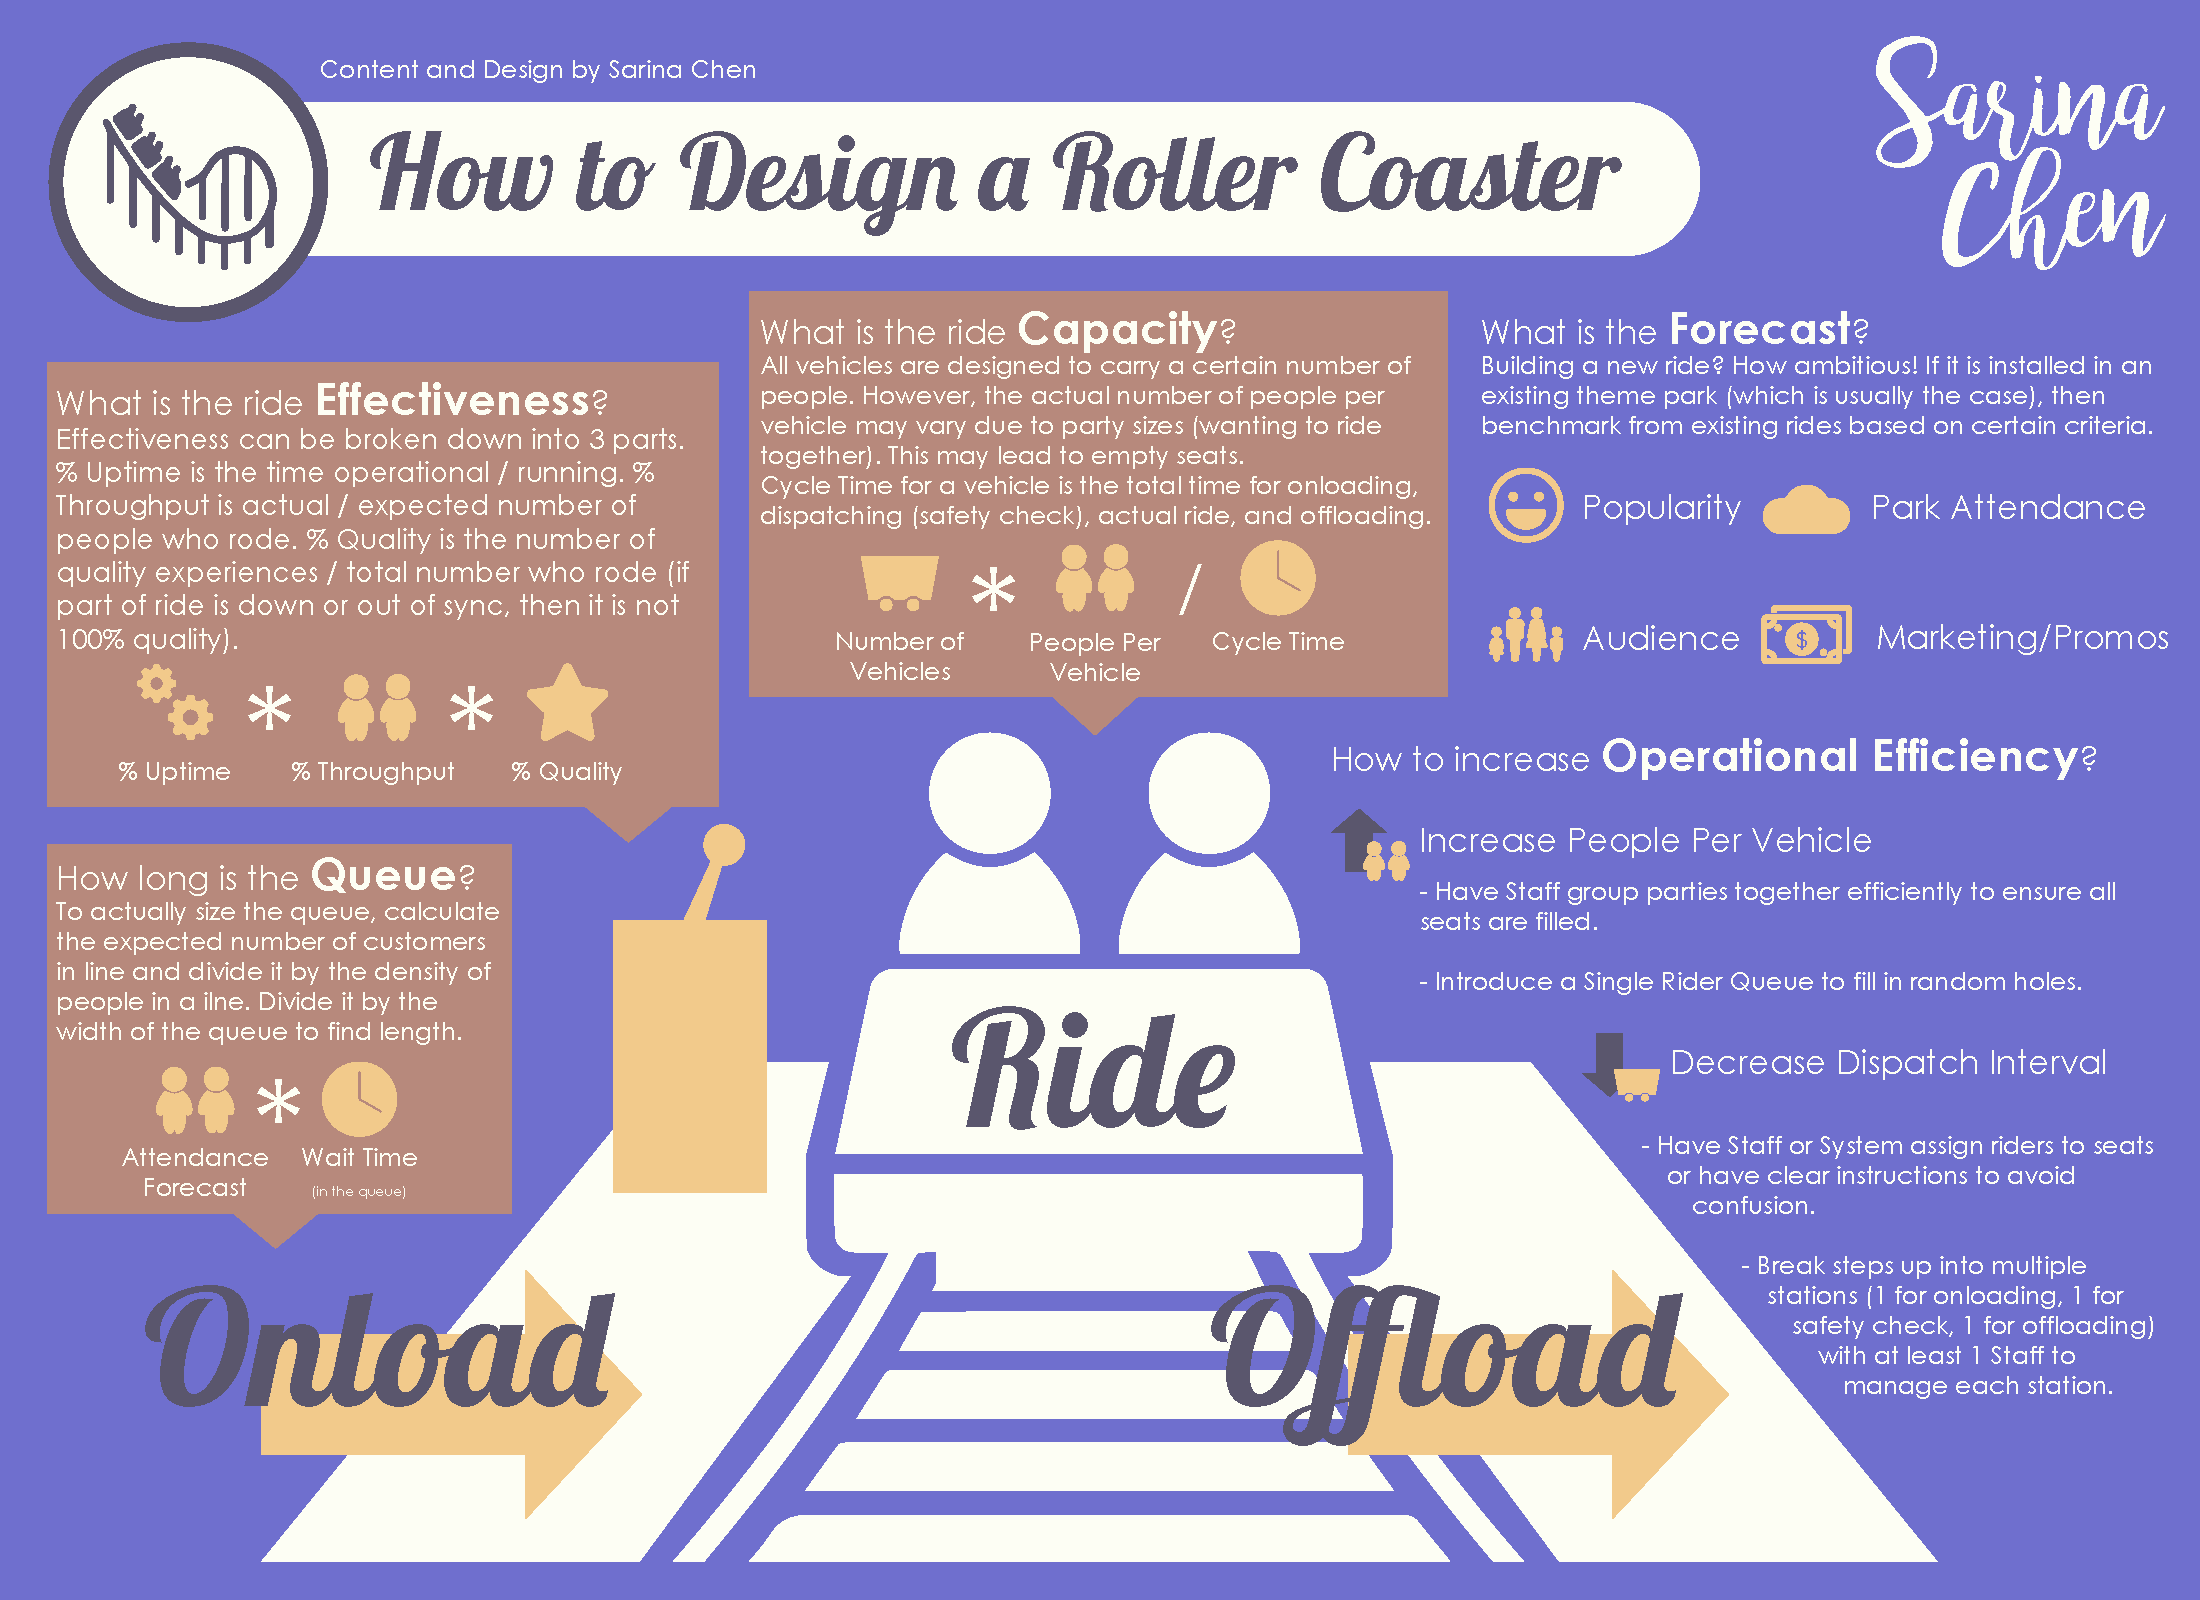 Content and Design by Sarina Chen
How to Design a Roller Coaster
Sarina
Chen
What is the ride Effectiveness?
Effectiveness can be broken down into 3 parts.
% Uptime is the time operational / running. %
Throughput is actual / expected number of
people who rode. % Quality is the number of
quality experiences / total number who rode (if
part of ride is down or out of sync, then it is not
100% quality).
* *
% Uptime % Throughput % Quality
What is the ride Capacity?
All vehicles are designed to carry a certain number of
people. However, the actual number of people per
vehicle may vary due to party sizes (wanting to ride
together). This may lead to empty seats.
Cycle Time for a vehicle is the total time for onloading,
dispatching (safety check), actual ride, and offloading.
* /
Number of People Per Cycle Time
Vehicles Vehicle
What is the Forecast?
Building a new ride? How ambitious! If it is installed in an
existing theme park (which is usually the case), then
benchmark from existing rides based on certain criteria.
Popularity Park Attendance
Audience $ Marketing/Promos
How long is the Queue?
To actually size the queue, calculate
the expected number of customers
in line and divide it by the density of
people in a ilne. Divide it by the
width of the queue to find length.
*
Attendance Wait Time
Forecast (in the queue)
How to increase Operational Efficiency?
Increase People Per Vehicle
- Have Staff group parties together efficiently to ensure all
seats are filled.
- Introduce a Single Rider Queue to fill in random holes.
Decrease Dispatch Interval
- Have Staff or System assign riders to seats
or have clear instructions to avoid
confusion.
- Break steps up into multiple
stations (1 for onloading, 1 for
safety check, 1 for offloading)
with at least 1 Staff to
manage each station.
Ride
Onload
Offload